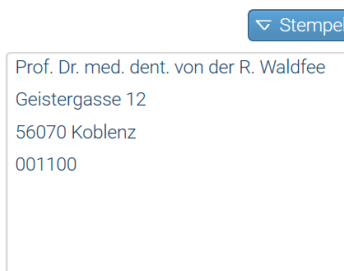 Stempel
Prof. Dr. med. dent. von der R. Waldfee
Geistergasse 12
56070 Koblenz
001100